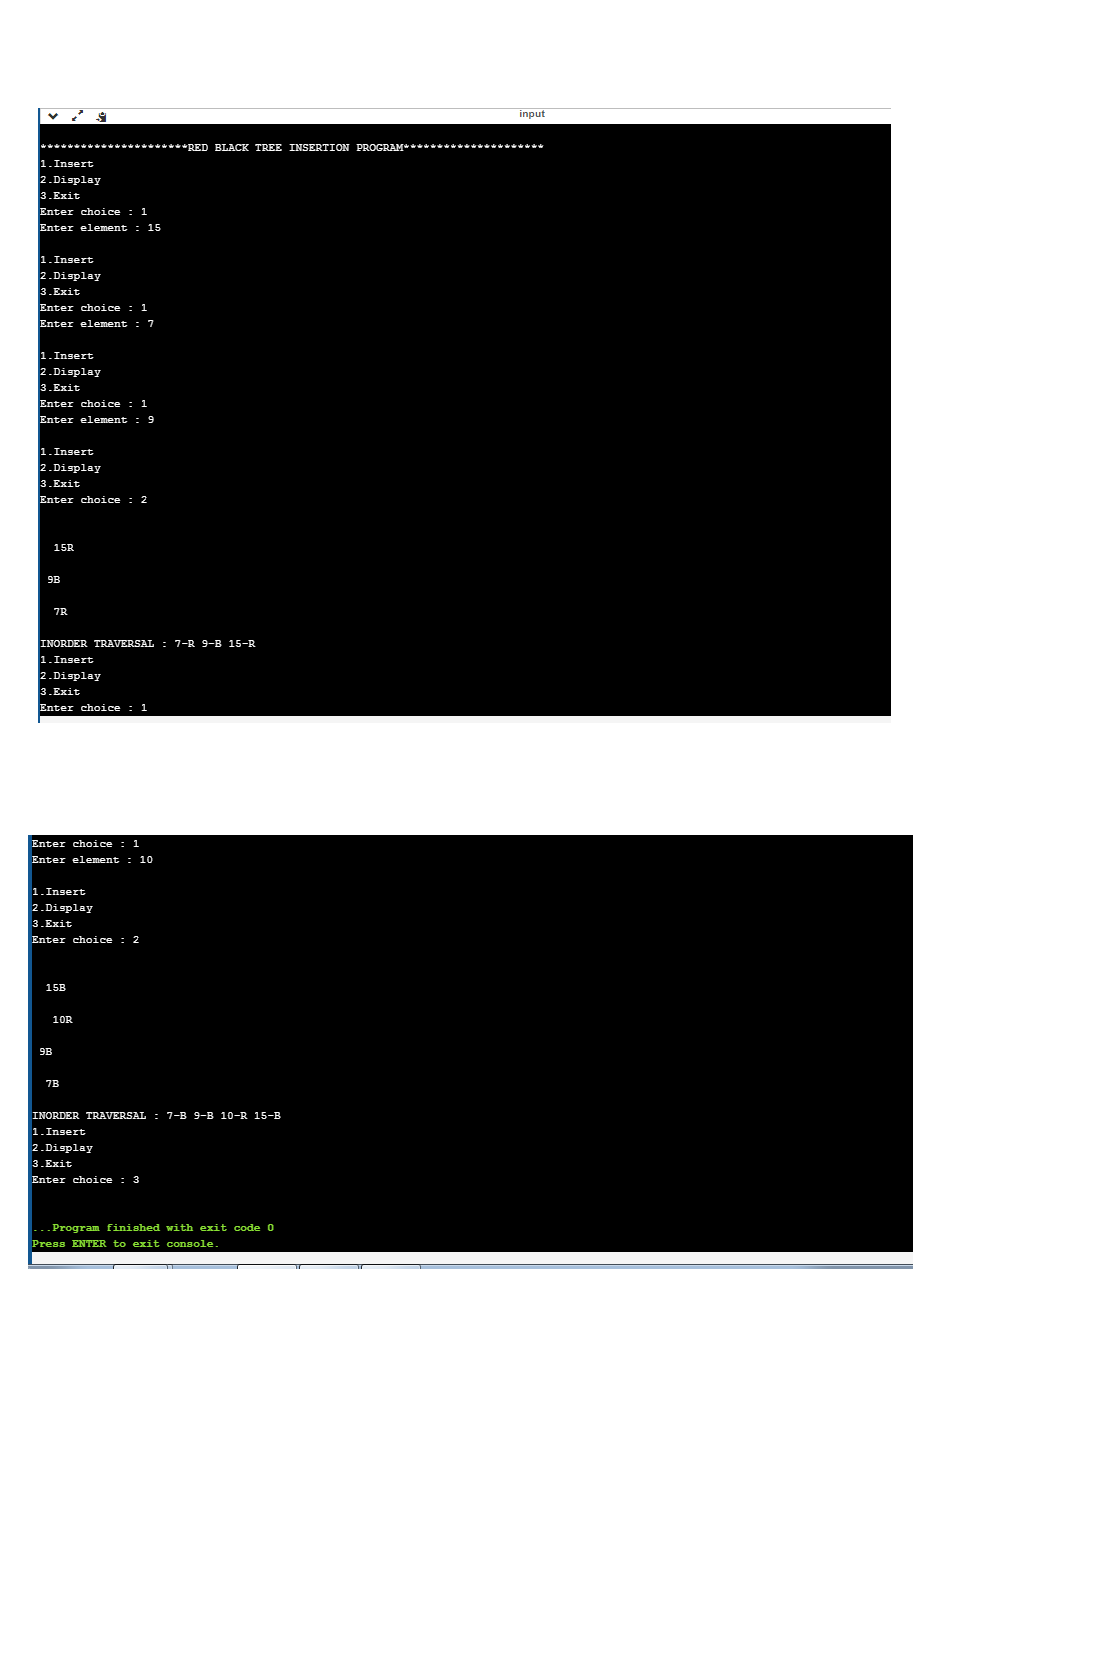 input
**********************RED BLACK TREE INSERTION PROGRAM*********************
1.Insert
2.Display
3.Exit
Enter choice : 1
Enter element : 15
1.Insert
2.Display
3.Exit
Enter choice : 1
Enter element : 7
1.Insert
2.Display
3.Exit
Enter choice : 1
Enter element : 9
1.Insert
2.Display
3.Exit
Enter choice : 2
15R
9B
7R
INORDER TRAVERSAL : 7-R 9-B 15-R
1.Insert
2.Display
3.Exit
Enter choice : 1
Enter choice : 1
Enter element : 10
1.Insert
2.Display
3.Exit
Enter choice : 2
15B
10R
9B
7B
INORDER TRAVERSAL : 7-B 9-B 10-R 15-B
1.Insert
2.Display
3.Exit
Enter choice : 3
...Program finished with exit code 0
Press ENTER to exit console.